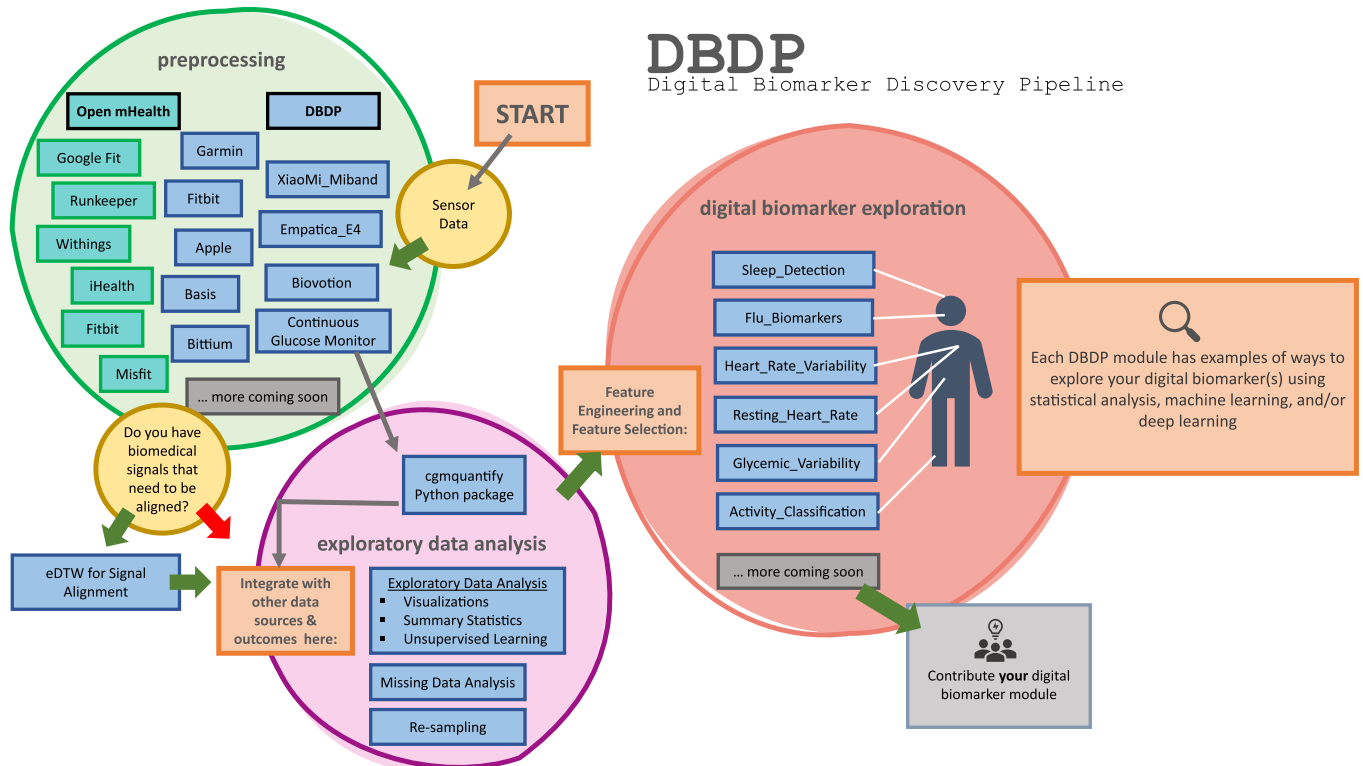 DBDP
Digital Biomarker Discovery Pipeline
START
Sensor
Data
preprocessing
Open mHealth
DBDP
Google Fit
Runkeeper
Withings
iHealth
Fitbit
Misfit
Garmin
Fitbit
Apple
Basis
Bittium
XiaoMi_Miband
Empatica_E4
Biovotion
Continuous
Glucose Monitor
... more coming soon
Do you have
biomedical
signals that
need to be
aligned?
eDTW for Signal
Alignment
cgmquantify
Python package
exploratory data analysis
Integrate with
other data
sources &
outcomes here:
Exploratory Data Analysis
▪ Visualizations
▪ Summary Statistics
▪ Unsupervised Learning
Missing Data Analysis
Re-sampling
Feature
Engineering and
Feature Selection:
digital biomarker exploration
Sleep_Detection
Flu_Biomarkers
Heart_Rate_Variability
Resting_Heart_Rate
Glycemic_Variability
Activity_Classification
... more coming soon
Each DBDP module has examples of ways to
explore your digital biomarker(s) using
statistical analysis, machine learning, and/or
deep learning
Contribute your digital
biomarker module